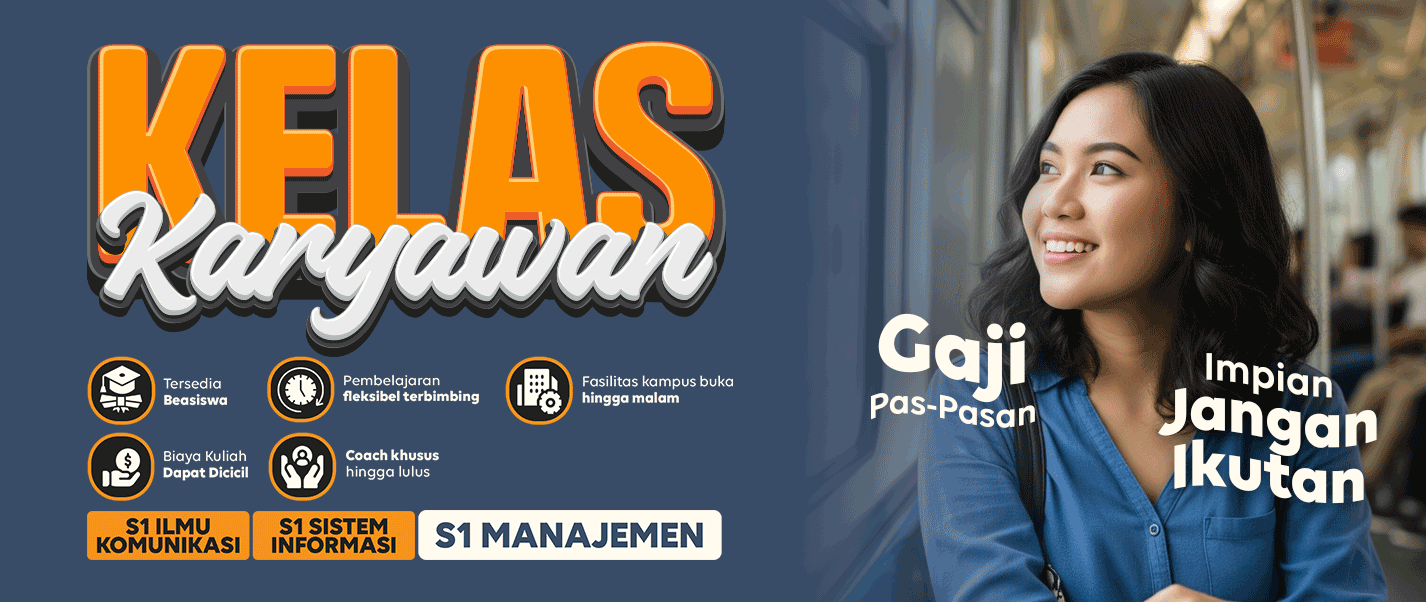 KELAS
Karyawan
Tersedia
Beasiswa
Pembelajaran
fleksibel terbimbing
Fasilitas kampus buka
hingga malam
Biaya Kuliah
Dapat Dicicil
Coach khusus
hingga lulus
S1 ILMU
KOMUNIKASI
S1 SISTEM
INFORMASI
S1 MANAJEMEN
Gaji
Pas-Pasan
Impian
Jangan
Ikutan